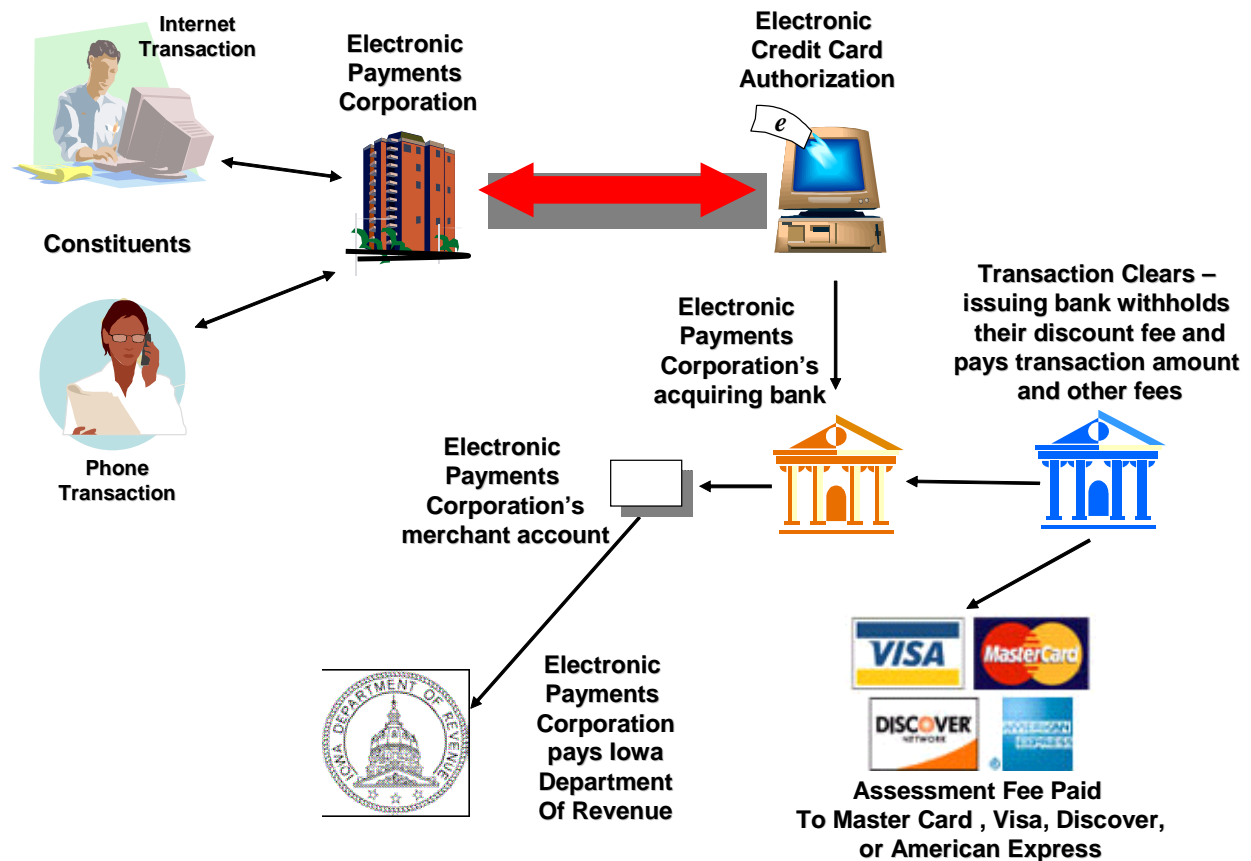 Internet
Transaction
Electronic
Payments
Corporation
Electronic
Credit Card
Authorization
e
Constituents
Phone
Transaction
Electronic
Payments
Corporation's
acquiring bank
Transaction Clears –
issuing bank withholds
their discount fee and
pays transaction amount
and other fees
Electronic
Payments
Corporation's
merchant account
IOWA DEPARTMENT OF REVENUE
Electronic
Payments
Corporation
pays Iowa
Department
Of Revenue
VISA
MasterCard
DISCOVER
NETWORK
AMERICAN
EXPRESS
®
Assessment Fee Paid
To Master Card , Visa, Discover,
or American Express